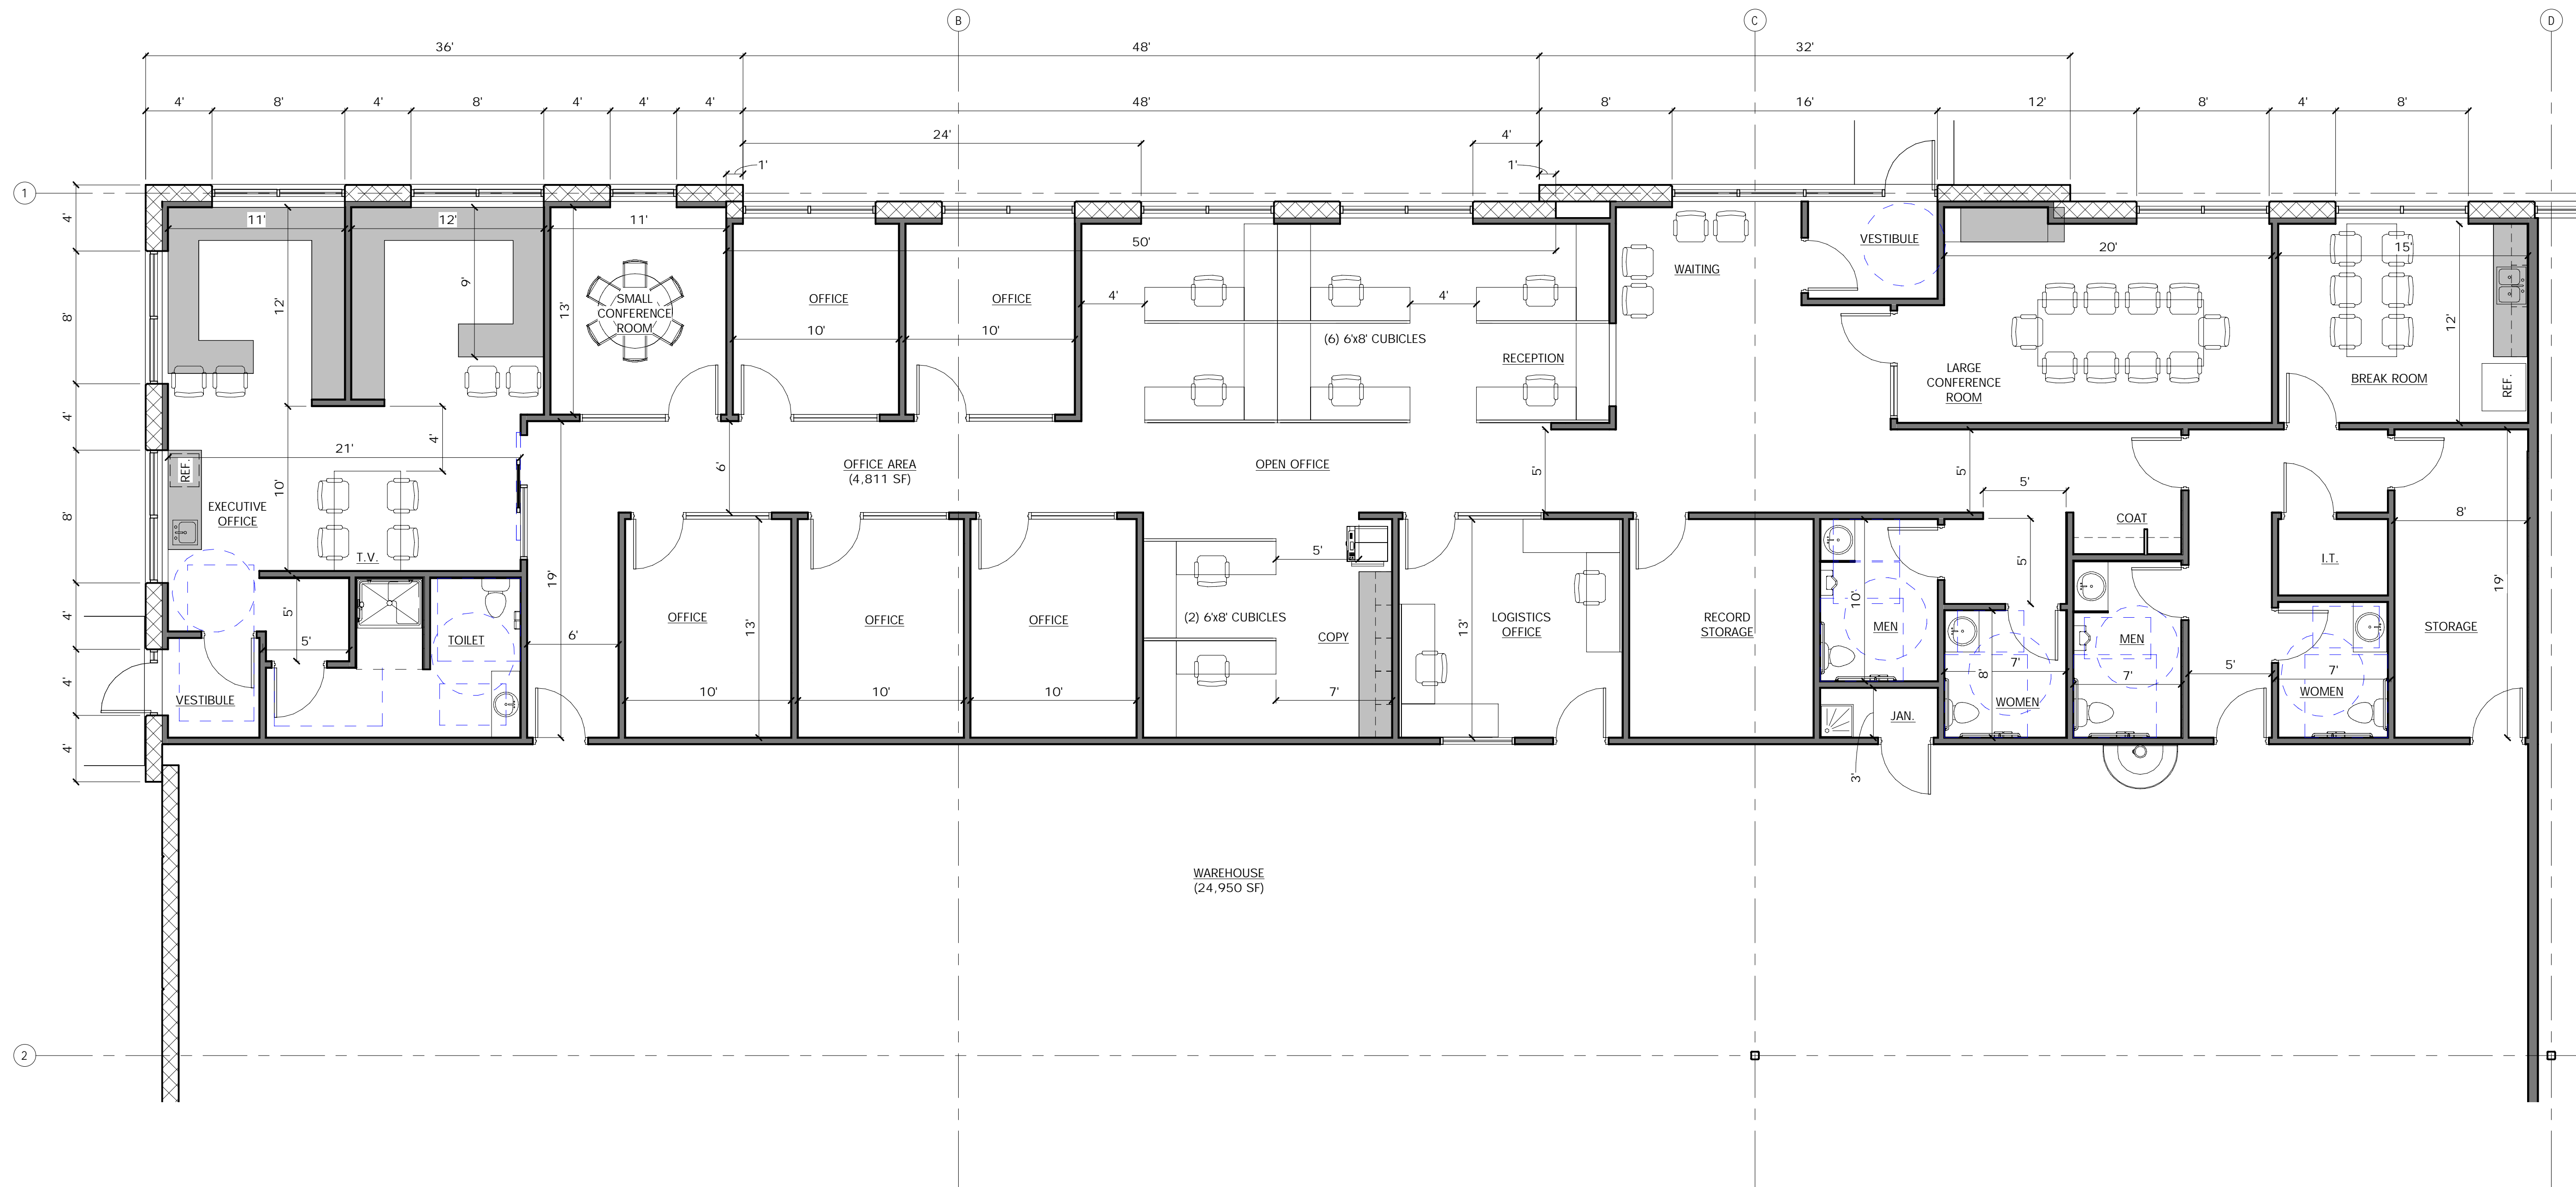 B
C
D
36'
48'
32'
4'
8'
4'
8'
4'
4'
4'
48'
8'
16'
12'
8'
4'
8'
24'
4'
1'
1'
1
4'
8'
4'
8'
4'
4'
4'
11'
12'
11'
50'
20'
15'
12'
9'
13'
SMALL
CONFERENCE
ROOM
OFFICE
10'
OFFICE
10'
4'
4'
(6) 6'x8' CUBICLES
RECEPTION
WAITING
VESTIBULE
LARGE
CONFERENCE
ROOM
12'
BREAK ROOM
REF.
21'
4'
REF.
10'
EXECUTIVE
OFFICE
T.V.
6'
OFFICE AREA
(4,811 SF)
OPEN OFFICE
5'
5'
5'
COAT
8'
I.T.
5'
5'
TOILET
VESTIBULE
19'
6'
OFFICE
13'
10'
OFFICE
10'
OFFICE
10'
5'
(2) 6'x8' CUBICLES
COPY
7'
13'
LOGISTICS
OFFICE
RECORD
STORAGE
10'
MEN
JAN.
3'
5'
8'
7'
WOMEN
MEN
7'
5'
7'
WOMEN
STORAGE
19'
WAREHOUSE
(24,950 SF)
2